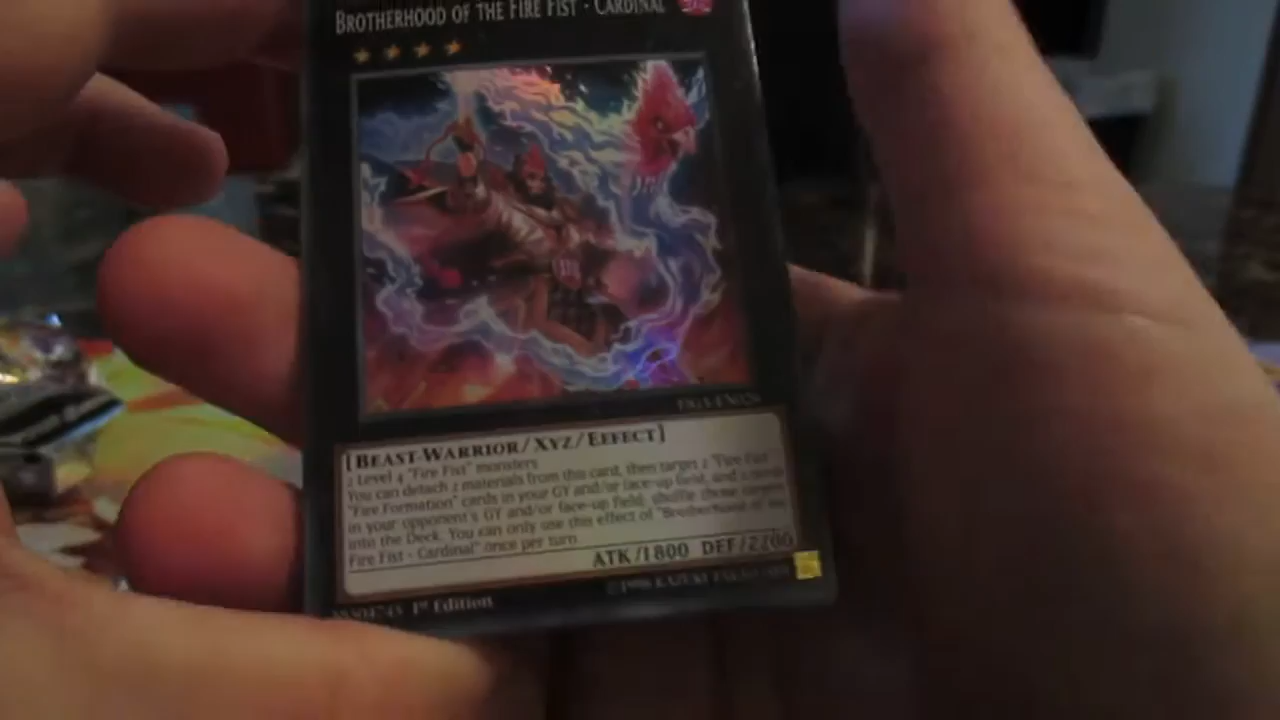 BROTHERHOOD OF THE FIRE FIST - CARDINAL
[BEAST-WARRIOR/XYZ/EFFECT]
2 Level 4 "Fire Fist" monsters
You can detach 2 materials from this card, then target 2 "Fire Fist"
"Fire Formation" cards in your GY and/or face-up field, and 2 cards
in your opponent's GY and/or face-up field; shuffle those
into the Deck. You can only use this effect of "Brotherhood of the
Fire Fist - Cardinal" once per turn
ATK/1800 DEF/2200
1st Edition